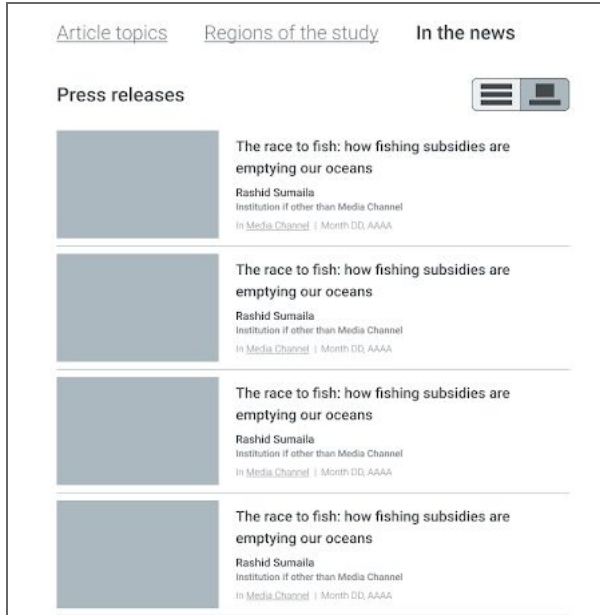 Article topics Regions of the study In the news
Press releases
The race to fish: how fishing subsidies are
emptying our oceans
Rashid Sumaila
Institution if other than Media Channel
In Media Channel | Month DD, AAAA
The race to fish: how fishing subsidies are
emptying our oceans
Rashid Sumaila
Institution if other than Media Channel
In Media Channel | Month DD, AAAA
The race to fish: how fishing subsidies are
emptying our oceans
Rashid Sumaila
Institution if other than Media Channel
In Media Channel | Month DD, AAAA
The race to fish: how fishing subsidies are
emptying our oceans
Rashid Sumaila
Institution if other than Media Channel
In Media Channel | Month DD, AAAA